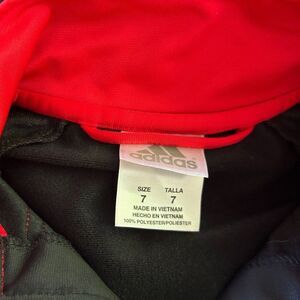 adidas
SIZE TALLA
7 7
MADE IN VIETNAM
HECHO EN VIETNAM
100% POLYESTER/POLIESTER